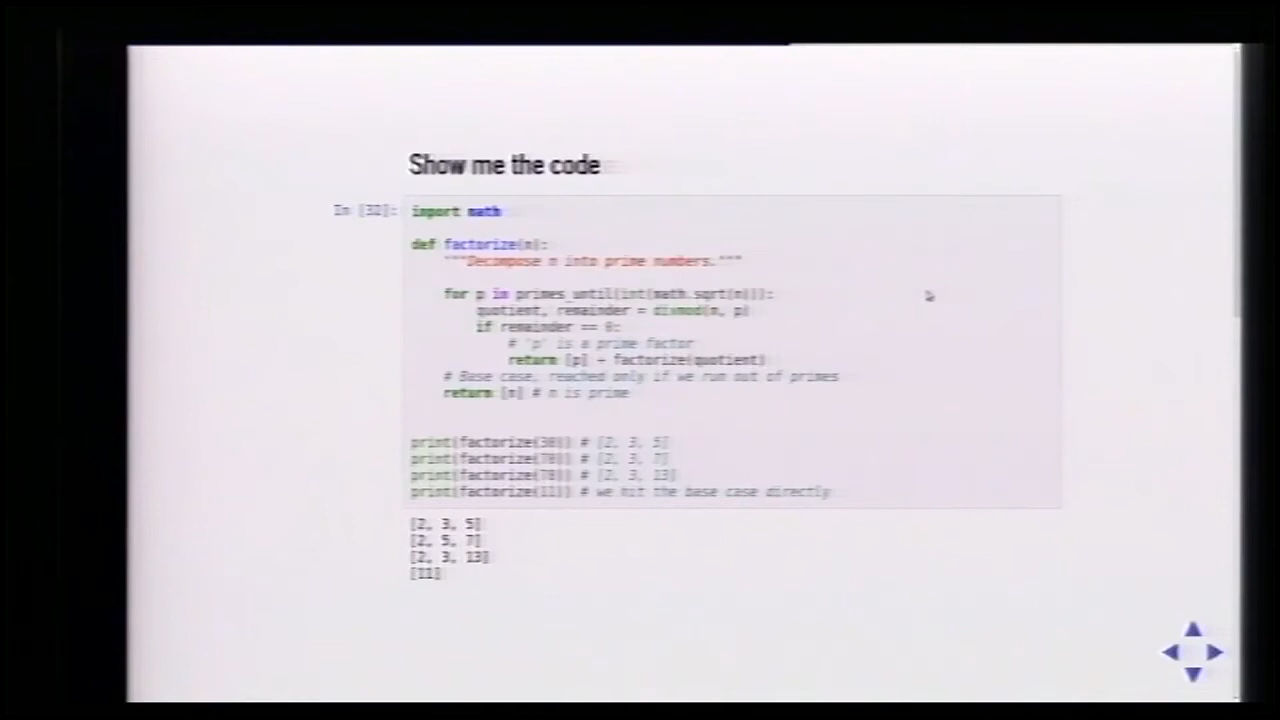 Show me the code
In [32]:
import math
def factorize(n):
"""Decompose n into prime numbers."""
for p in primes_until(int(math.sqrt(n))):
quotient, remainder = divmod(n, p)
if remainder == 0:
# 'p' is a prime factor
return [p] + factorize(quotient)
# Base case, reached only if we run out of primes
return [n] # n is prime
print(factorize(30)) # [2, 3, 5]
print(factorize(70)) # [2, 3, 7]
print(factorize(78)) # [2, 3, 13]
print(factorize(11)) # we hit the base case directly
[2, 3, 5]
[2, 5, 7]
[2, 3, 13]
[11]